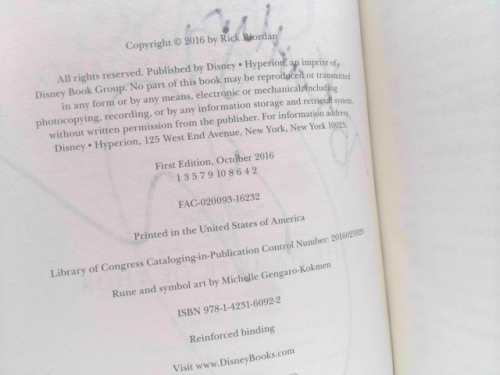 Copyright © 2016 by Rick Riordan
All rights reserved. Published by Disney • Hyperion, an imprint of
Disney Book Group. No part of this book may be reproduced or transmitted
in any form or by any means, electronic or mechanical, including
photocopying, recording, or by any information storage and retrieval system,
without written permission from the publisher. For information address
Disney • Hyperion, 125 West End Avenue, New York, New York 10023.
First Edition, October 2016
1 3 5 7 9 10 8 6 4 2
FAC-020093-16232
Printed in the United States of America
Library of Congress Cataloging-in-Publication Control Number:
Rune and symbol art by Michelle Gengaro-Kokmen
ISBN 978-1-4231-6092-2
Reinforced binding
Visit www.DisneyBooks.com